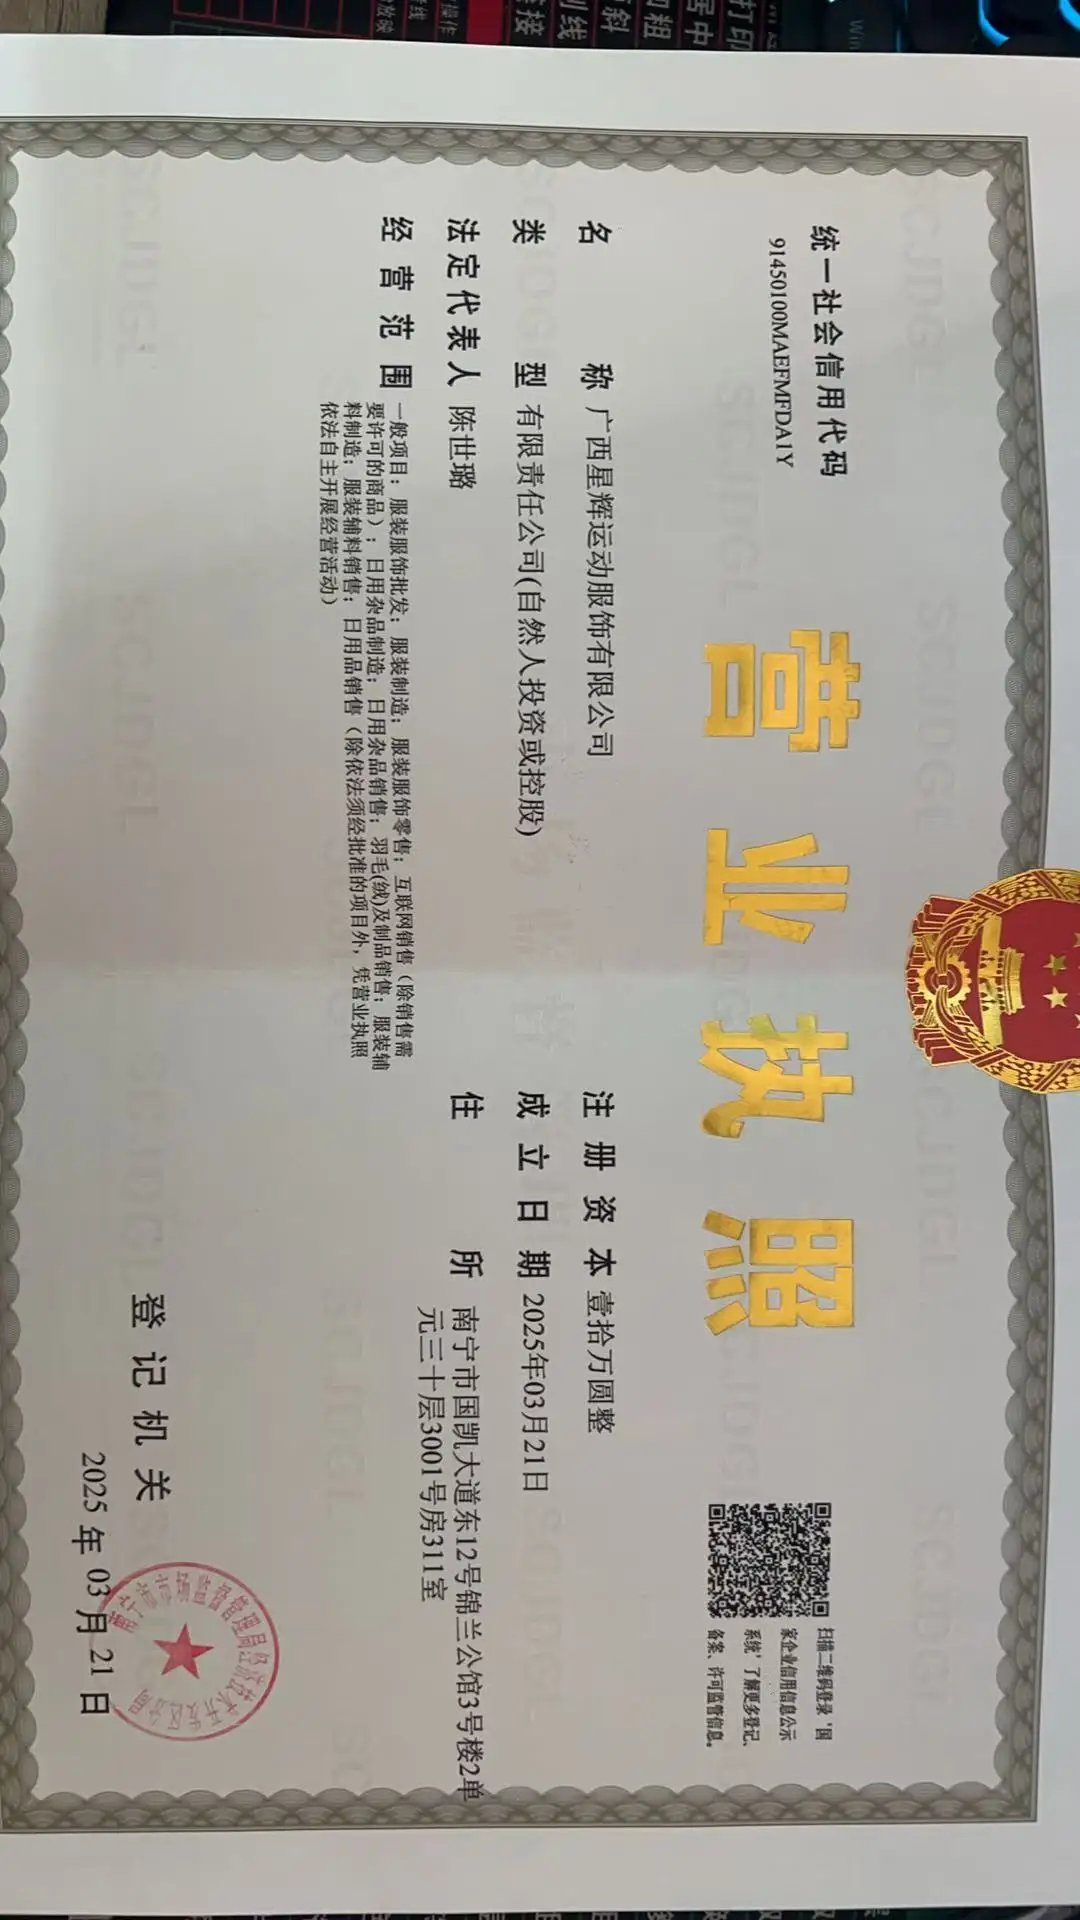 统一社会信用代码
91450100MAEFMFDA1Y
营业执照
扫描二维码登录‘国
家企业信用信息公示
系统’了解更多登记、
备案、许可监管信息。
名称 广西星辉运动服饰有限公司
类型 有限责任公司(自然人投资或控股)
法定代表人 陈世璐
经营范围 一般项目：服装服饰批发；服装制造；服装服饰零售；互联网销售（除销售需
要许可的商品）；日用杂品制造；日用杂品销售；羽毛(绒)及制品销售；服装辅
料制造；服装辅料销售；日用品销售（除依法须经批准的项目外，凭营业执照
依法自主开展经营活动）
注册资本 壹拾万圆整
成立日期 2025年03月21日
住所 南宁市国凯大道东12号锦兰公馆3号楼2单
元三十层3001号房311室
登记机关
2025年03月21日
SCJDGL